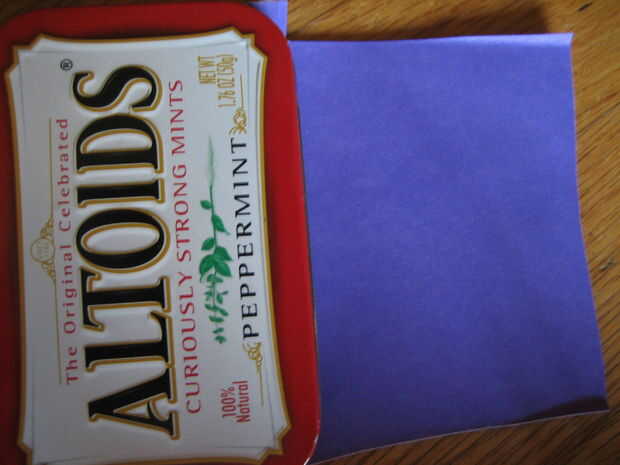 The Original Celebrated
ALTOIDS®
CURIOUSLY STRONG MINTS
100%
Natural
PEPPERMINT
NET WT
1.76 OZ (50g)